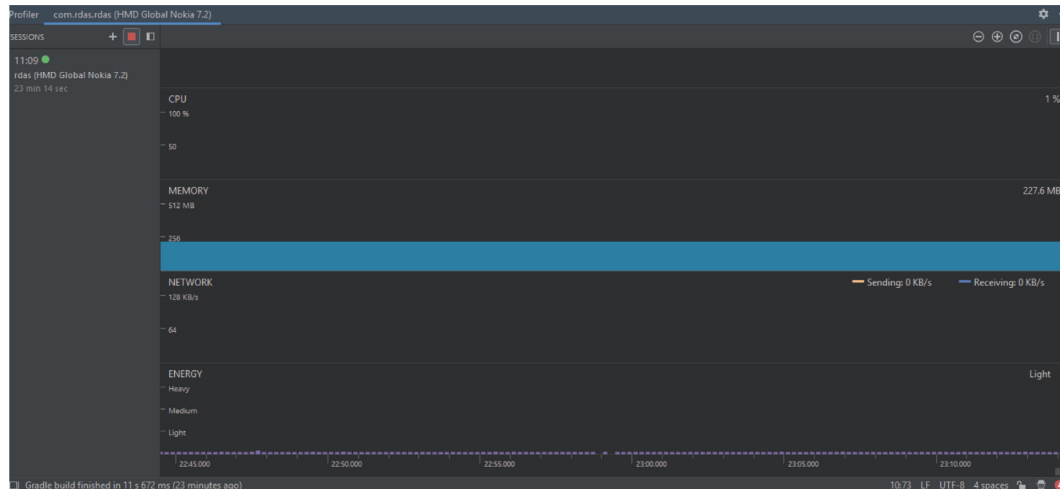 Profiler com.rdas.rdas (HMD Global Nokia 7.2)
SESSIONS
11:09
rdas (HMD Global Nokia 7.2)
23 min 14 sec
CPU 1 %
100 %
50
MEMORY 227.6 MB
512 MB
256
NETWORK Sending: 0 KB/s Receiving: 0 KB/s
128 KB/s
64
ENERGY Light
Heavy
Medium
Light
22:45.000 22:50.000 22:55.000 23:00.000 23:05.000 23:10.000
Gradle build finished in 11 s 672 ms (23 minutes ago) 10:73 LF UTF-8 4 spaces